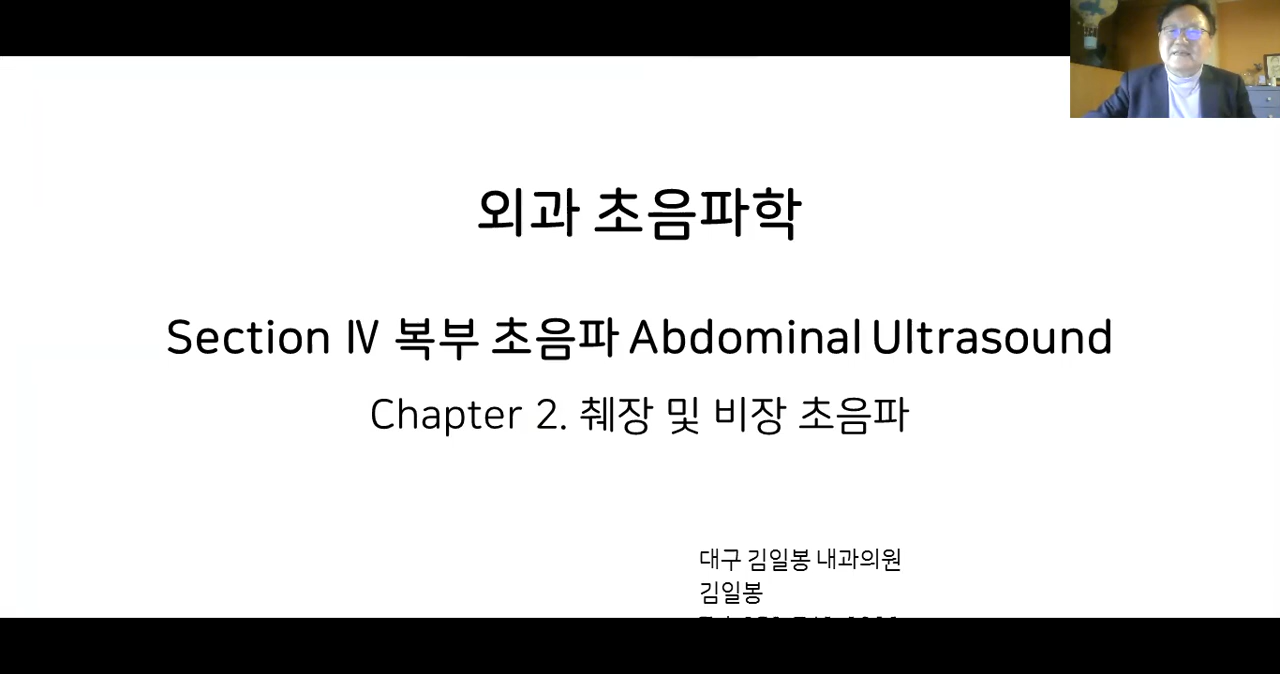 외과 초음파학
Section Ⅳ 복부 초음파 Abdominal Ultrasound
Chapter 2. 췌장 및 비장 초음파
대구 김일봉 내과의원
김일봉